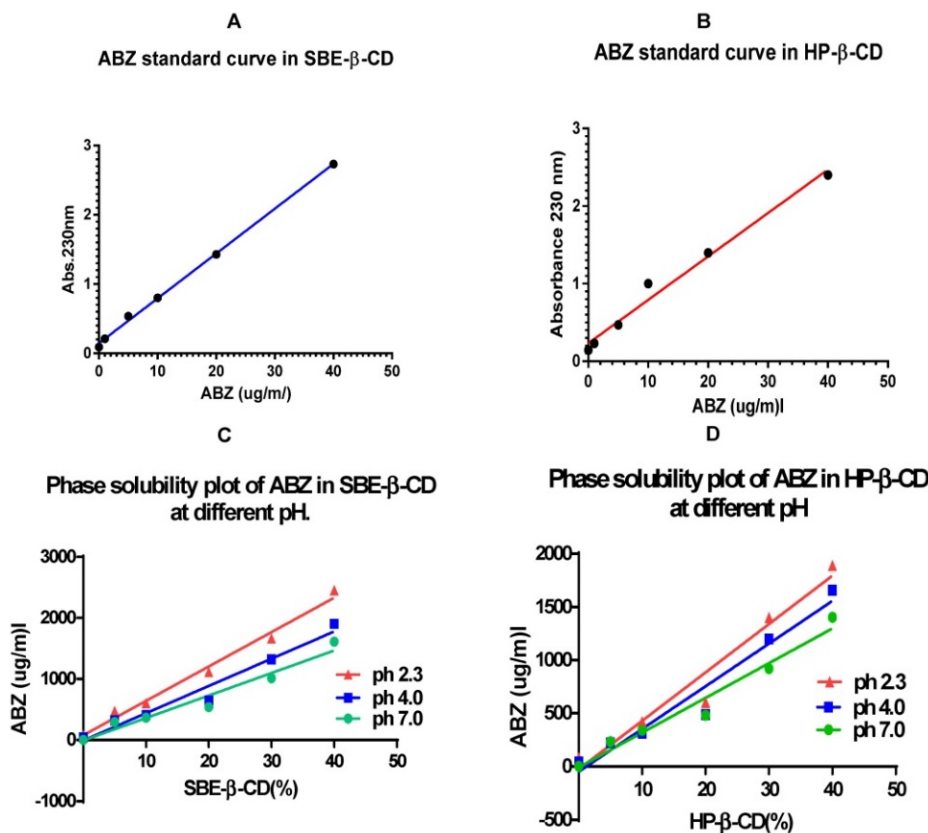 A
ABZ standard curve in SBE-β-CD
3
2
1
0
0
10
20
30
40
50
Abs.230nm
ABZ (ug/m/)
B
ABZ standard curve in HP-β-CD
3
2
1
0
0
10
20
30
40
50
Absorbance 230 nm)
ABZ (ug/m)l
C
Phase solubility plot of ABZ in SBE-β-CD
at different pH.
3000
2000
1000
0
-1000
10
20
30
40
50
ABZ (ug/m)l
SBE-β-CD(%)
ph 2.3
ph 4.0
ph 7.0
D
Phase solubility plot of ABZ in HP-β-CD
at different pH
2000
1500
1000
500
0
-500
10
20
30
40
50
ABZ (ug/m)l
HP-β-CD(%)
ph 2.3
ph 4.0
ph 7.0